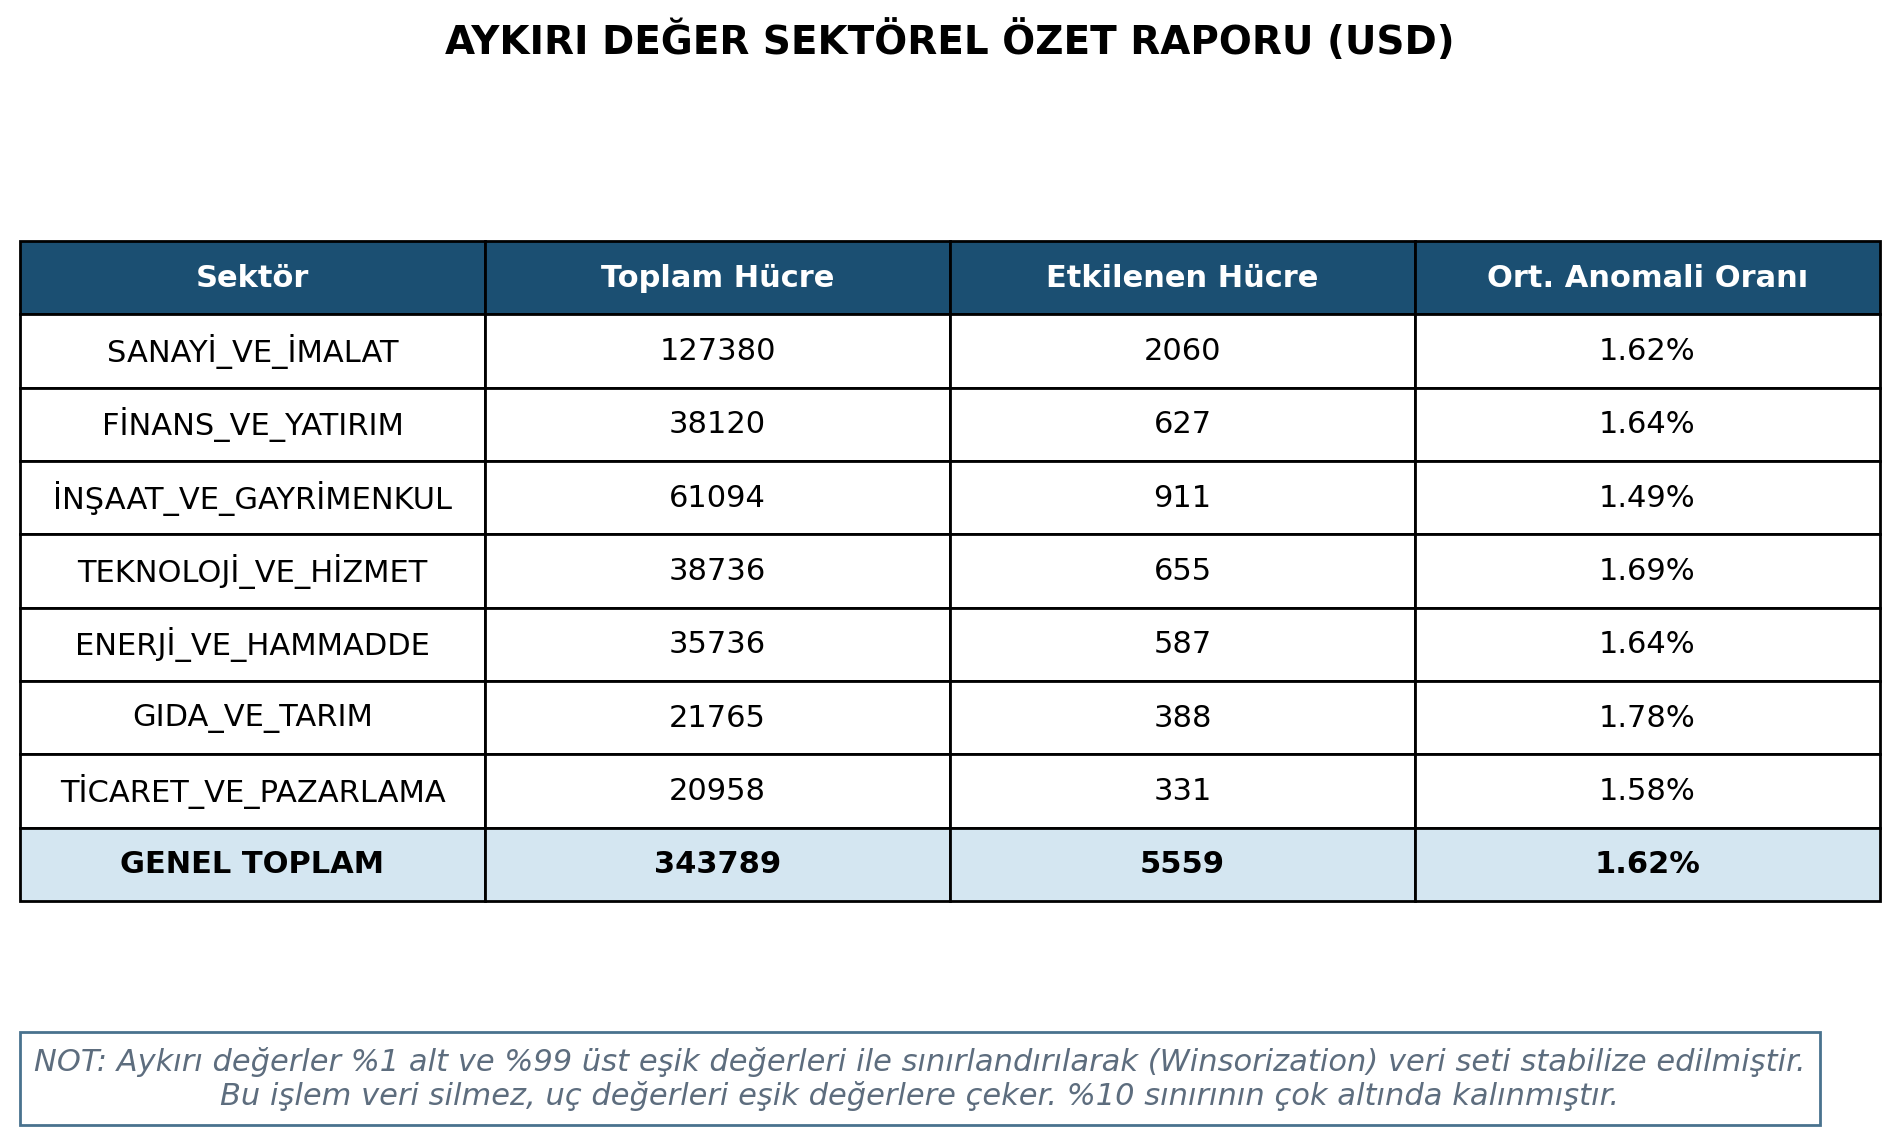 AYKIRI DEĞER SEKTÖREL ÖZET RAPORU (USD)
Sektör Toplam Hücre Etkilenen Hücre Ort. Anomali Oranı
SANAYİ_VE_İMALAT 127380 2060 1.62%
FİNANS_VE_YATIRIM 38120 627 1.64%
İNŞAAT_VE_GAYRİMENKUL 61094 911 1.49%
TEKNOLOJİ_VE_HİZMET 38736 655 1.69%
ENERJİ_VE_HAMMADDE 35736 587 1.64%
GIDA_VE_TARIM 21765 388 1.78%
TİCARET_VE_PAZARLAMA 20958 331 1.58%
GENEL TOPLAM 343789 5559 1.62%
NOT: Aykırı değerler %1 alt ve %99 üst eşik değerleri ile sınırlandırılarak (Winsorization) veri seti stabilize edilmiştir.
Bu işlem veri silmez, uç değerleri eşik değerlere çeker. %10 sınırının çok altında kalınmıştır.